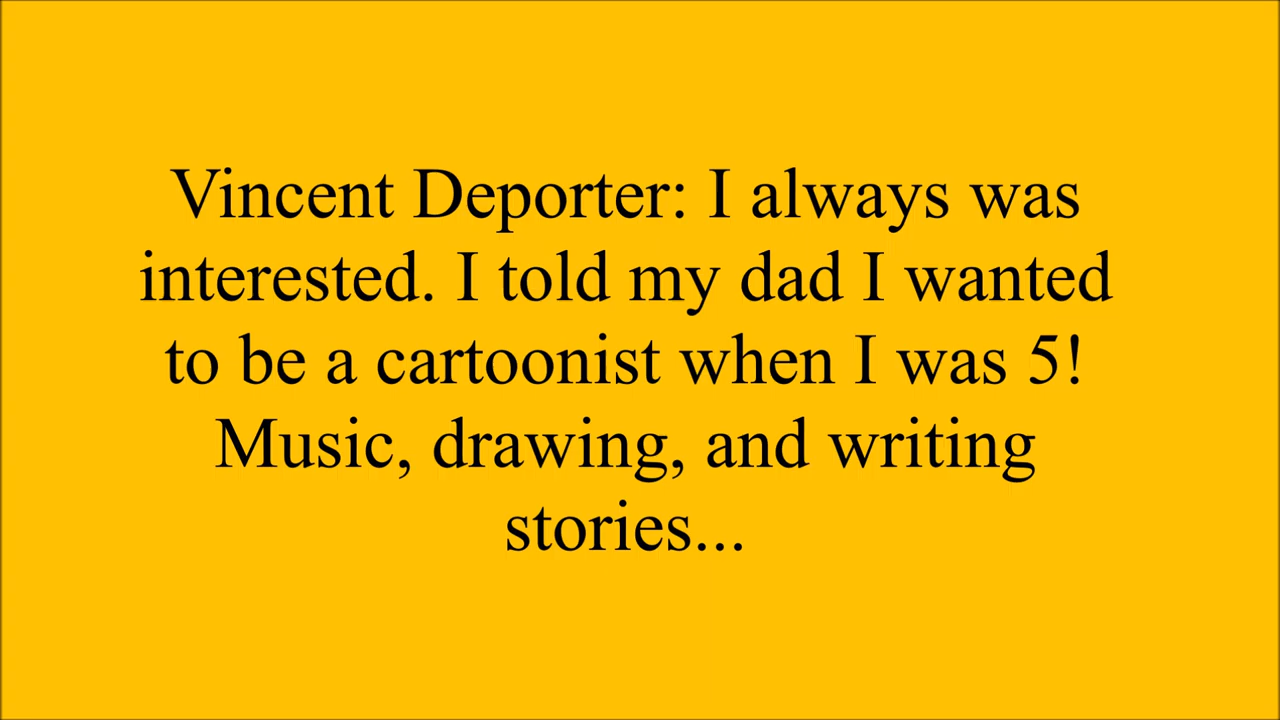 Vincent Deporter: I always was
interested. I told my dad I wanted
to be a cartoonist when I was 5!
Music, drawing, and writing
stories...